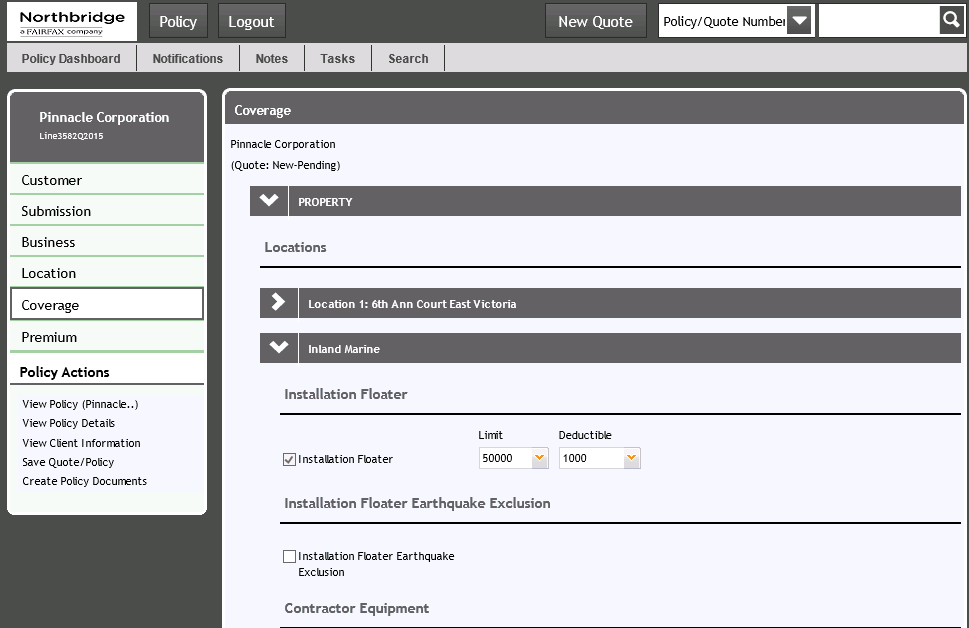 Northbridge
a FAIRFAX company
Policy
Logout
New Quote
Policy/Quote Number
Policy Dashboard
Notifications
Notes
Tasks
Search
Pinnacle Corporation
Line3582Q2015
Customer
Submission
Business
Location
Coverage
Premium
Policy Actions
View Policy (Pinnacle..)
View Policy Details
View Client Information
Save Quote/Policy
Create Policy Documents
Coverage
Pinnacle Corporation
(Quote: New-Pending)
PROPERTY
Locations
Location 1: 6th Ann Court East Victoria
Inland Marine
Installation Floater
Limit
Deductible
Installation Floater
50000
1000
Installation Floater Earthquake Exclusion
Installation Floater Earthquake
Exclusion
Contractor Equipment